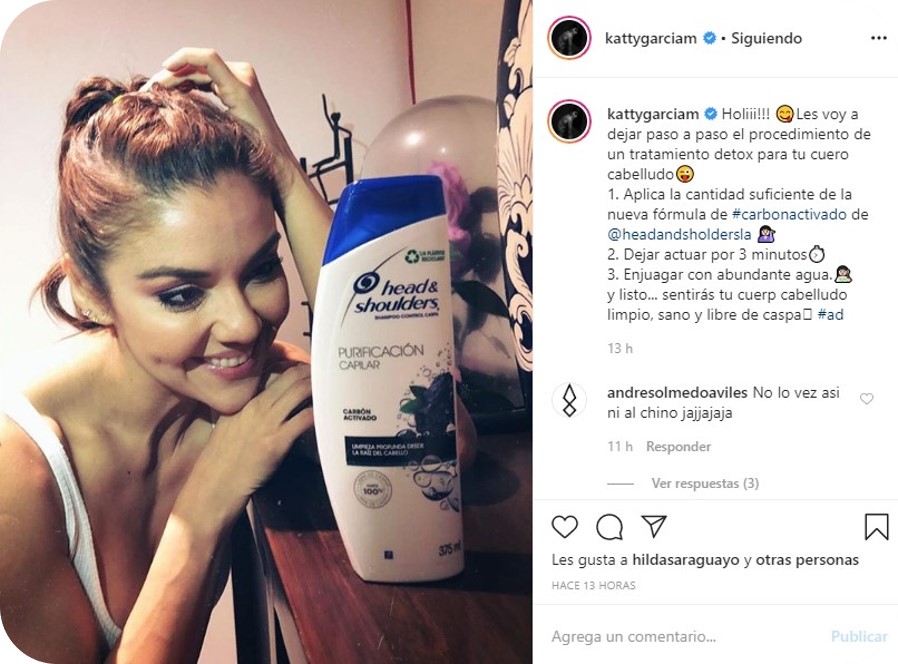 kattygarciam • Siguiendo
kattygarciam Holiii!!! 😋Les voy a
dejar paso a paso el procedimiento de
un tratamiento detox para tu cuero
cabelludo😜
1. Aplica la cantidad suficiente de la
nueva fórmula de #carbonactivado de
@headandsholdersla 💆🏻‍♀️
2. Dejar actuar por 3 minutos⏱
3. Enjuagar con abundante agua.
y listo... sentirás tu cuerp cabelludo
limpio, sano y libre de caspa #ad
13 h
andresolmedoaviles No lo vez asi
ni al chino jajjajaja
11 h Responder
Ver respuestas (3)
Les gusta a hildasaraguayo y otras personas
HACE 13 HORAS
Agrega un comentario... Publicar
head &
shoulders
SHAMPOO CONTROL CASPA
PURIFICACIÓN
CAPILAR
CARBÓN
ACTIVADO
LIMPIEZA PROFUNDA DESDE
LA RAÍZ DEL CABELLO
HASTA
100%
375 ml